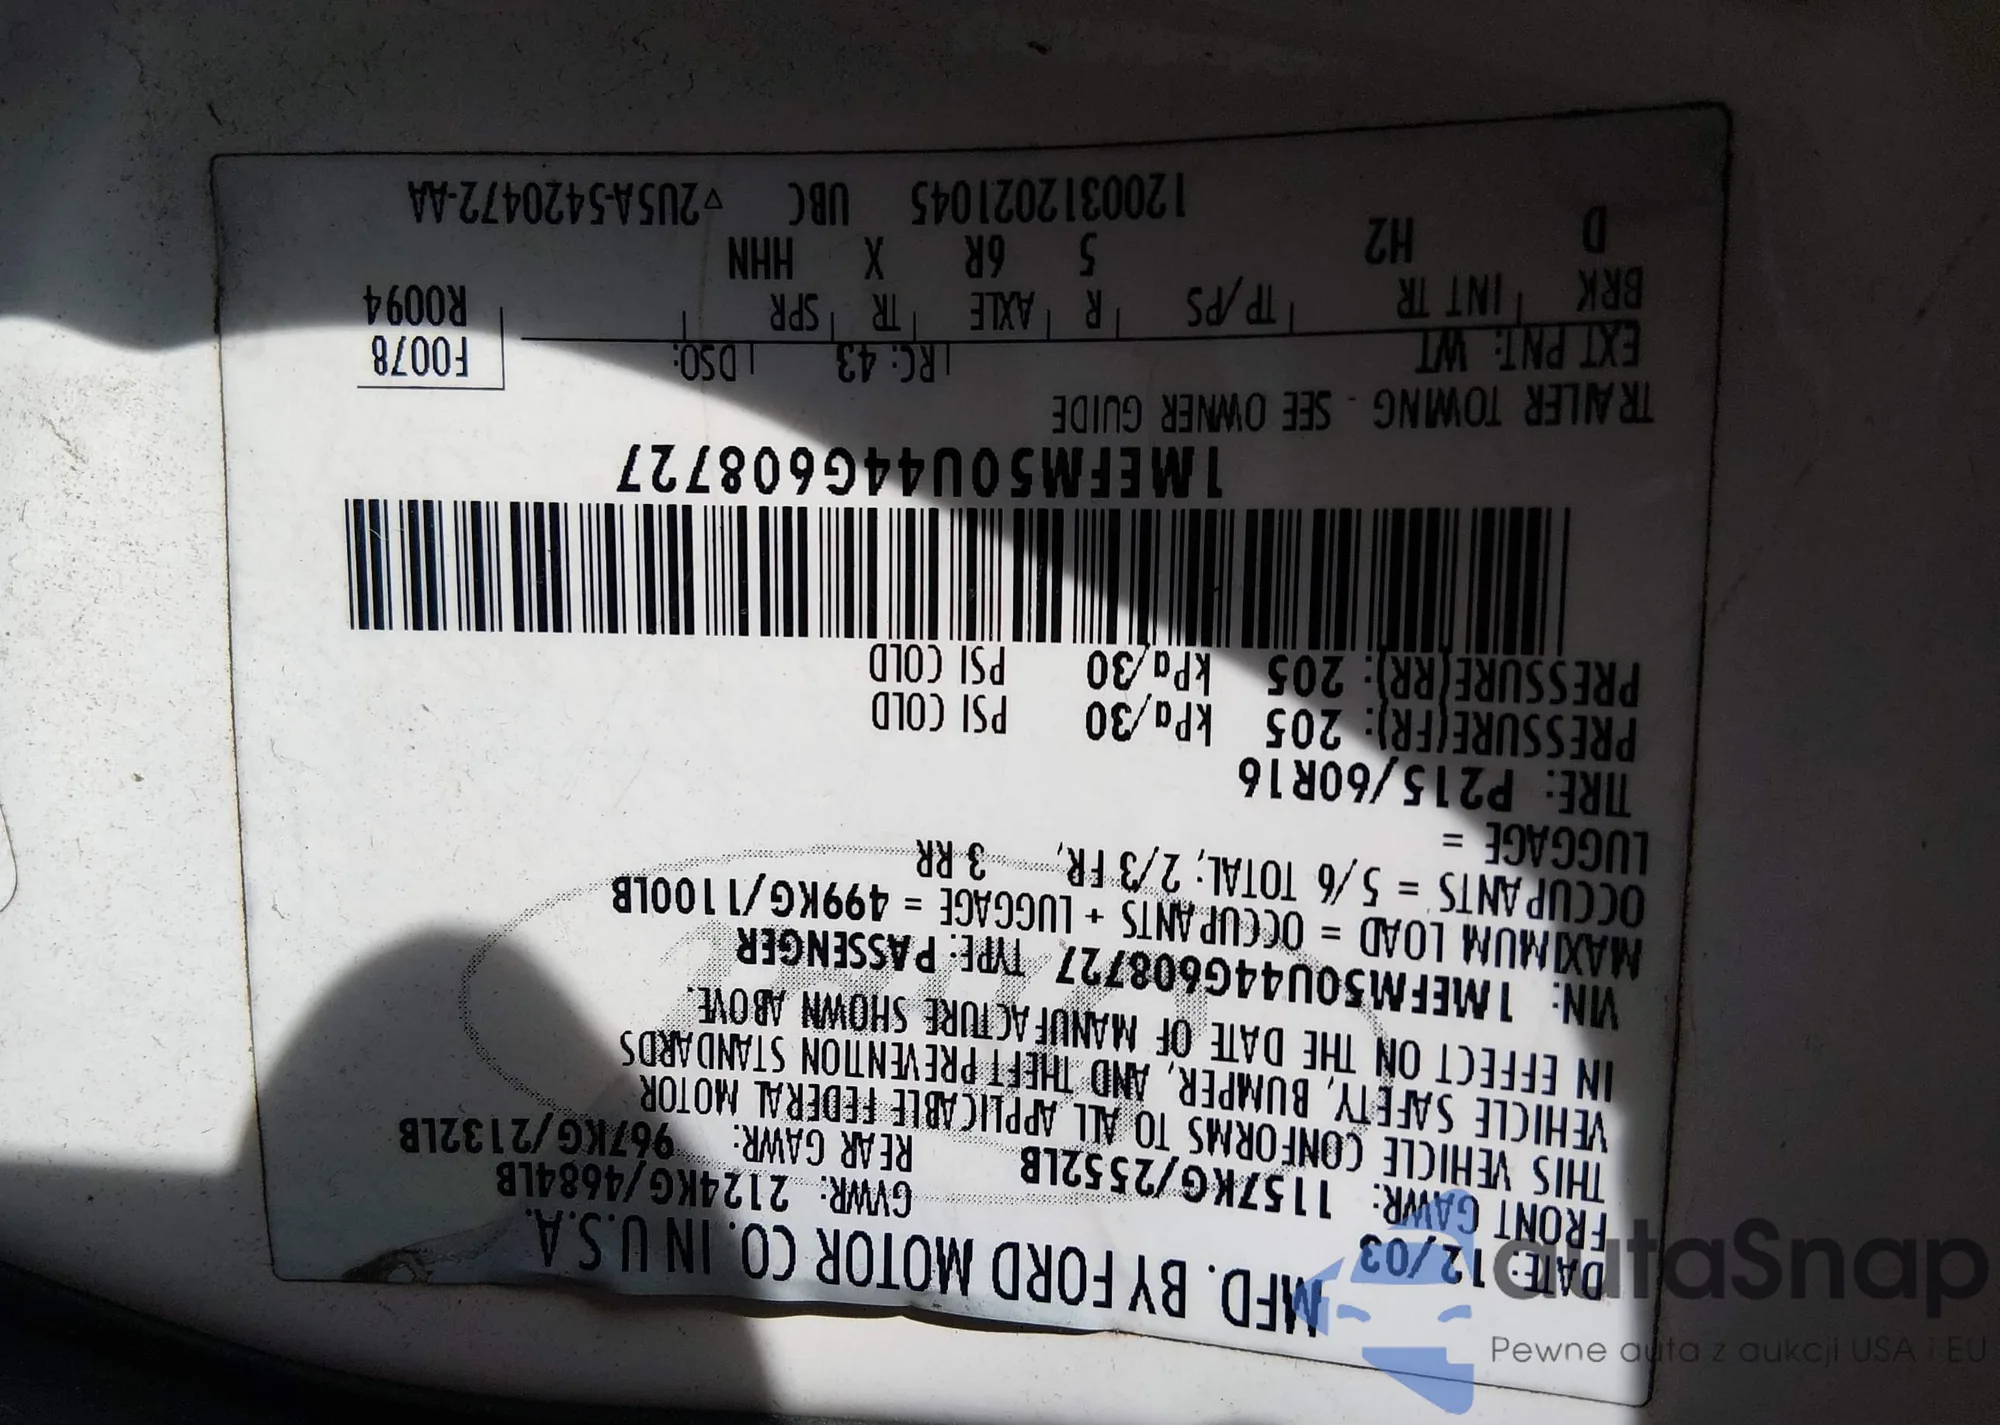 MFD. BY FORD MOTOR CO. IN U.S.A.
DATE: 12/03 GVWR: 2124KG/4684LB
FRONT GAWR: 1157KG/2552LB REAR GAWR: 967KG/2132LB
THIS VEHICLE CONFORMS TO ALL APPLICABLE FEDERAL MOTOR
VEHICLE SAFETY, BUMPER, AND THEFT PREVENTION STANDARDS
IN EFFECT ON THE DATE OF MANUFACTURE SHOWN ABOVE.
VIN: 1MEFM50U44G608727 TYPE: PASSENGER
MAXIMUM LOAD = OCCUPANTS + LUGGAGE = 499KG/1100LB
OCCUPANTS = 5/6 TOTAL; 2/3 FR, 3 RR
LUGGAGE =
TIRE: P215/60R16
PRESSURE(FR): 205 kPa/30 PSI COLD
PRESSURE(RR): 205 kPa/30 PSI COLD
1MEFM50U44G608727
TRAILER TOWING - SEE OWNER GUIDE
EXT PNT: WT RC: 43 DSO: F0078
BRK INT TR TP/PS R AXLE TR SPR R0094
D H2 5 6R X HHN
1200312021045 UBC ▽2U5A-5420472-AA
autaSnap
Pewne auta z aukcji USA i EU